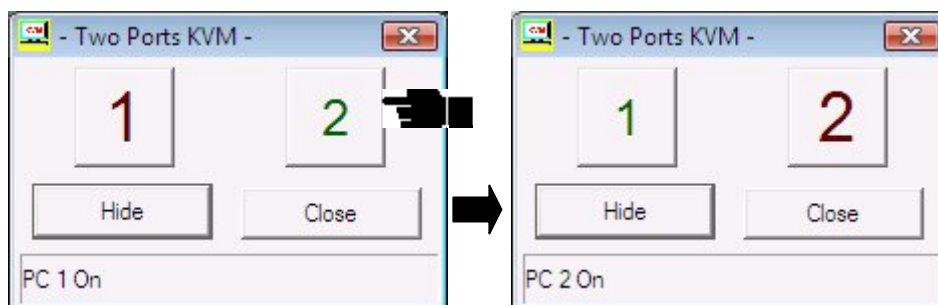 - Two Ports KVM -
1 2
Hide Close
PC 1 On
- Two Ports KVM -
1 2
Hide Close
PC 2 On